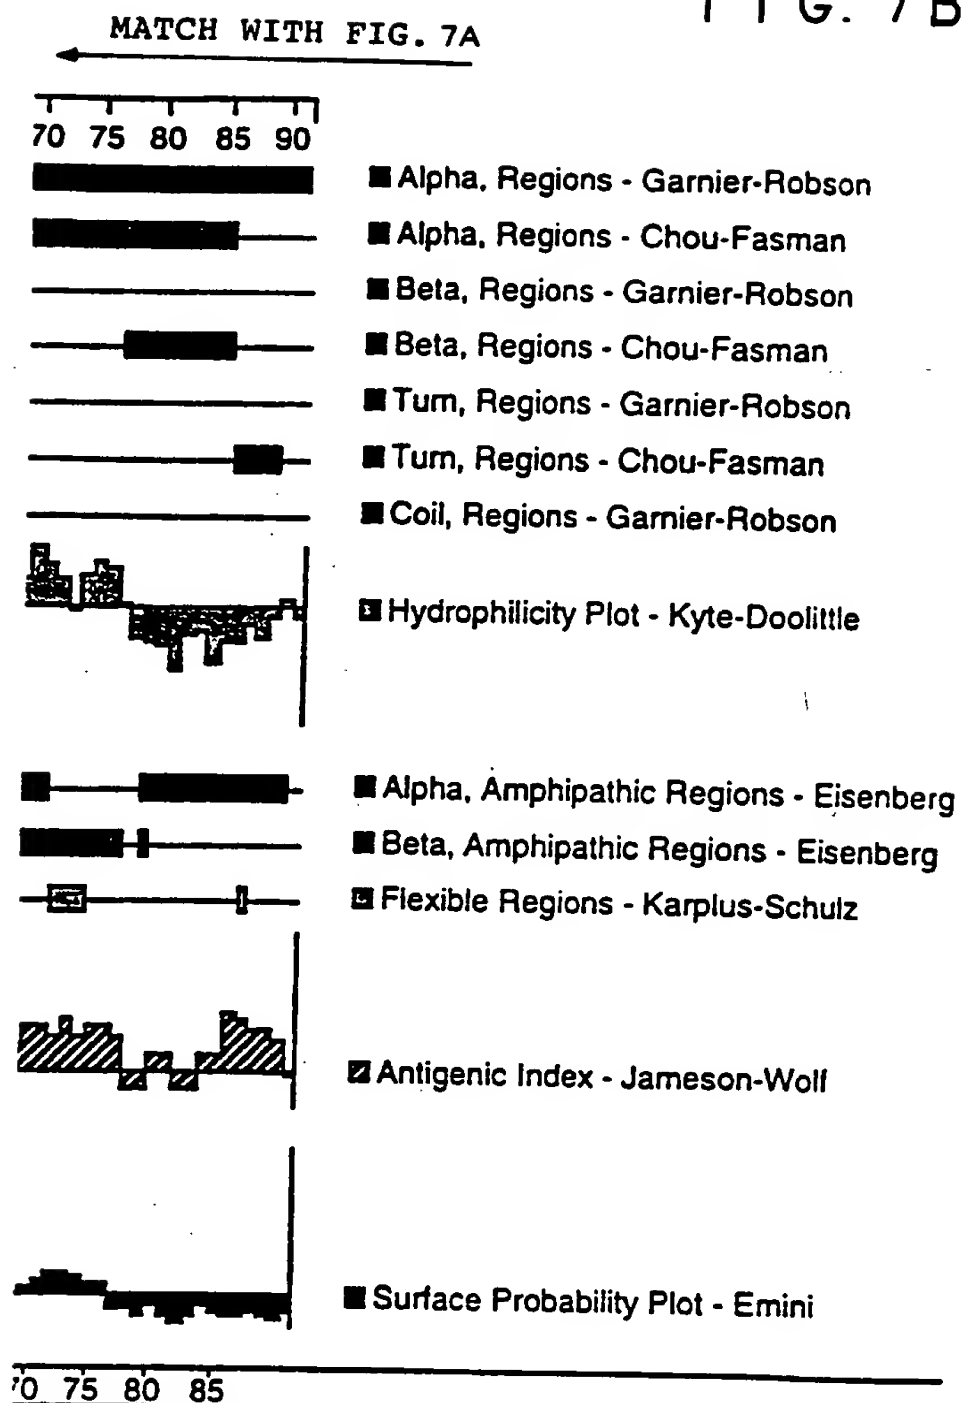 FIG. 7B
MATCH WITH FIG. 7A
70 75 80 85 90
Alpha, Regions - Garnier-Robson
Alpha, Regions - Chou-Fasman
Beta, Regions - Garnier-Robson
Beta, Regions - Chou-Fasman
Turn, Regions - Garnier-Robson
Turn, Regions - Chou-Fasman
Coil, Regions - Garnier-Robson
Hydrophilicity Plot - Kyte-Doolittle
Alpha, Amphipathic Regions - Eisenberg
Beta, Amphipathic Regions - Eisenberg
Flexible Regions - Karplus-Schulz
Antigenic Index - Jameson-Wolf
Surface Probability Plot - Emini
70 75 80 85